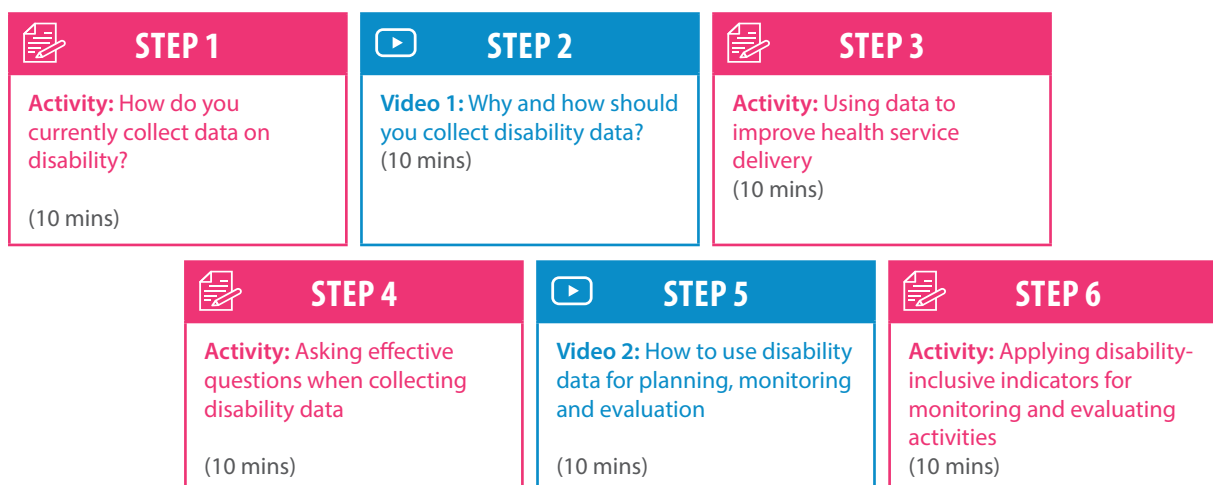 STEP 1
Activity: How do you
currently collect data on
disability?
(10 mins)
STEP 2
Video 1: Why and how should
you collect disability data?
(10 mins)
STEP 3
Activity: Using data to
improve health service
delivery
(10 mins)
STEP 4
Activity: Asking effective
questions when collecting
disability data
(10 mins)
STEP 5
Video 2: How to use disability
data for planning, monitoring
and evaluation
(10 mins)
STEP 6
Activity: Applying disability-
inclusive indicators for
monitoring and evaluating
activities
(10 mins)